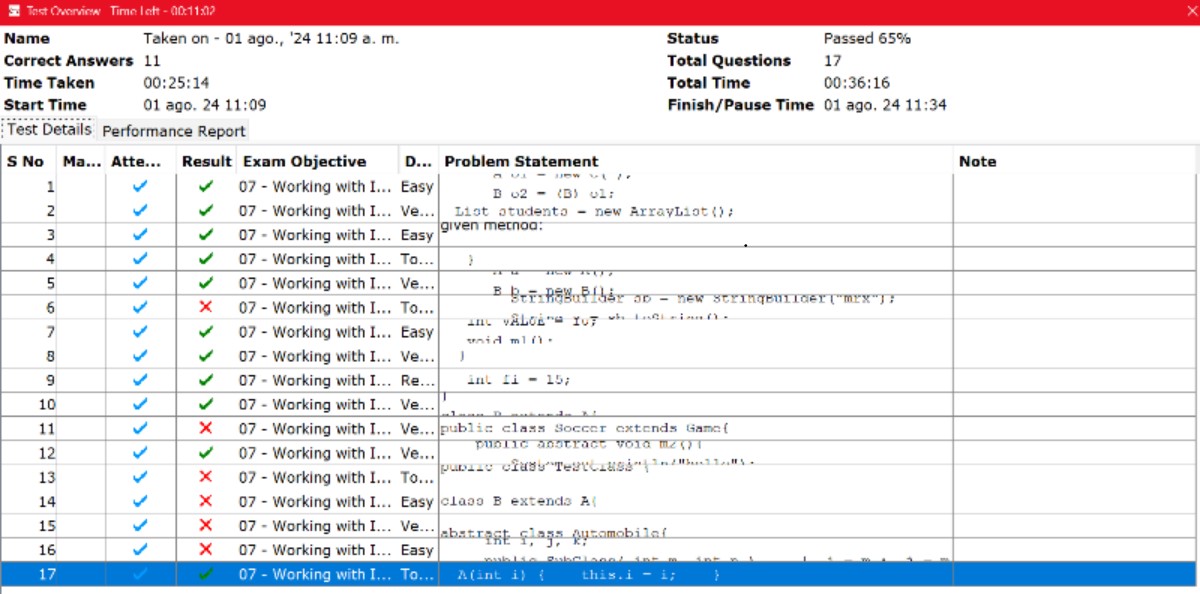 Test Overview - Time Left - 00:11:02
Name Taken on - 01 ago., '24 11:09 a. m. Status Passed 65%
Correct Answers 11 Total Questions 17
Time Taken 00:25:14 Total Time 00:36:16
Start Time 01 ago. 24 11:09 Finish/Pause Time 01 ago. 24 11:34
Test Details Performance Report
S No Ma... Atte... Result Exam Objective D... Problem Statement Note
1 07 - Working with I... Easy B o2 = (B) o1;
2 07 - Working with I... Ve... List students = new ArrayList();
3 07 - Working with I... Easy given method:
4 07 - Working with I... To... }
5 07 - Working with I... Ve... B b = new B();
6 07 - Working with I... To... StringBuilder sb = new StringBuilder("mrx");
7 07 - Working with I... Easy int VALUE = 10; void m1();
8 07 - Working with I... Ve... }
9 07 - Working with I... Re... int fi = 15;
10 07 - Working with I... Ve... }
11 07 - Working with I... Ve... public class Soccer extends Game{
12 07 - Working with I... Ve... public abstract void m2(){
13 07 - Working with I... To... public class TestClass{
14 07 - Working with I... Easy class B extends A{
15 07 - Working with I... Ve... abstract class Automobile{
16 07 - Working with I... Easy int i, j, k;
17 07 - Working with I... To... A(int i) { this.i = i; }